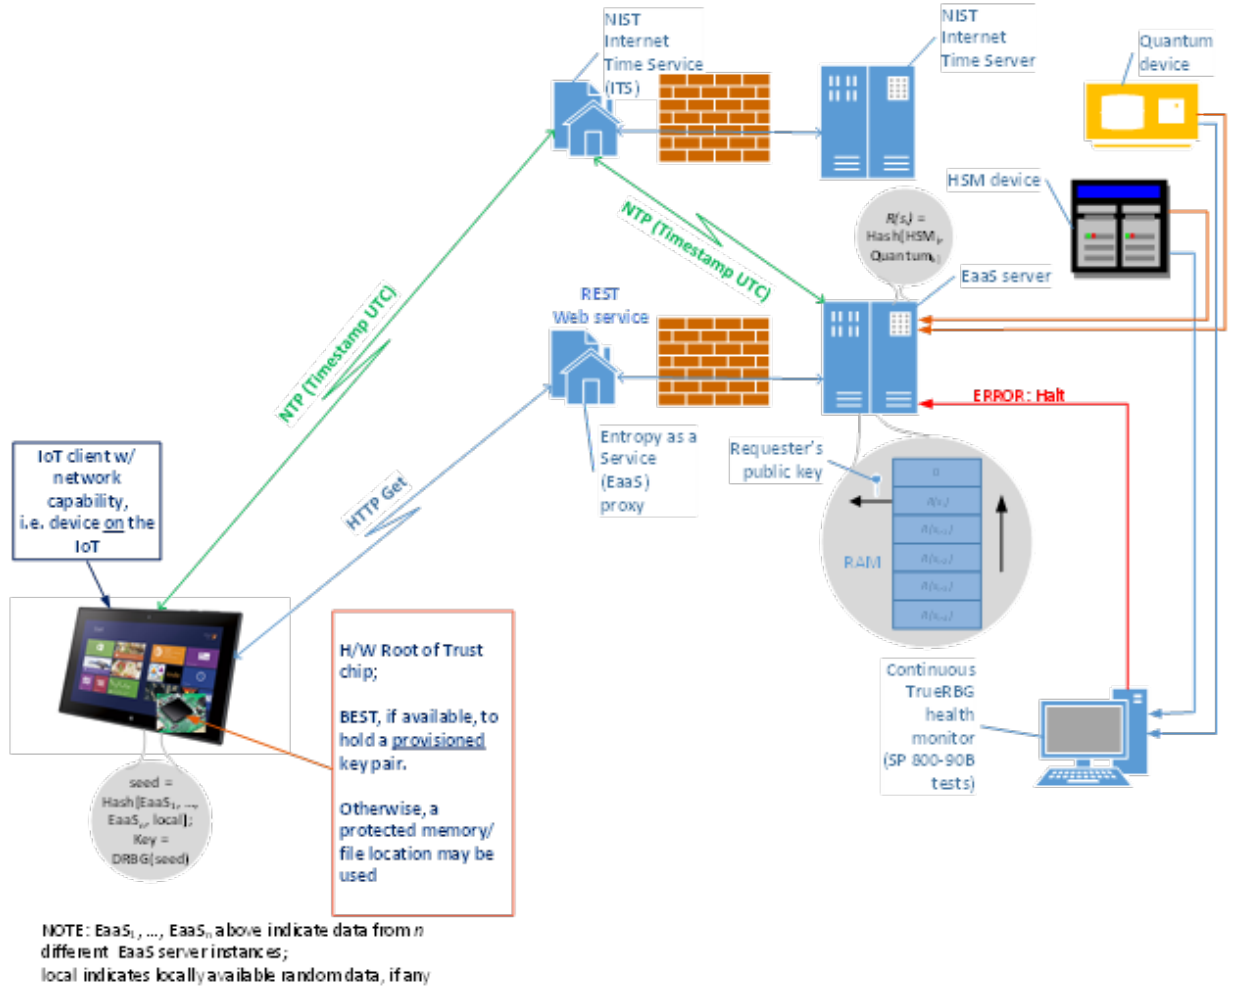 NIST
Internet
Time Service
(ITS)
NIST
Internet
Time Server
Quantum
device
HSM device
R(s,) =
Hash[HSM
Quantum
EaaS server
NTP (Timestamp UTC)
NTP (Timestamp UTC)
REST
Web service
ERROR: Halt
Entropy as a
Service
(EaaS)
proxy
Requester's
public key
RAM
HTTP Get
IoT client w/
network
capability,
i.e. device on the
IoT
H/W Root of Trust
chip;
BEST, if available, to
hold a provisioned
key pair.
Otherwise, a
protected memory/
file location may be
used
Continuous
TrueRBG
health
monitor
(SP 800-90B
tests)
seed =
Hash[EaaS1, ...,
EaaSn, local];
Key =
DRBG(seed)
NOTE: EaaS1, ..., EaaSn above indicate data from n
different EaaS server instances;
local indicates locally available random data, if any